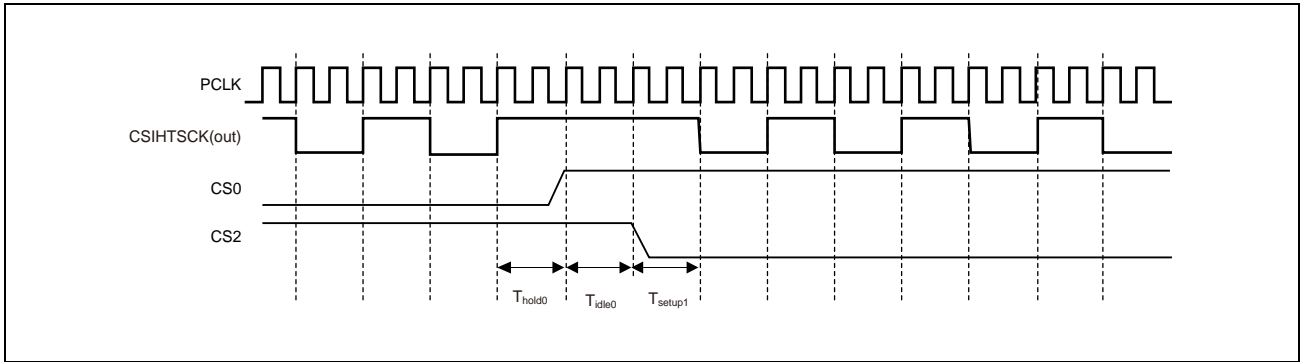 PCLK
CSIHTSCK(out)
CS0
CS2
Thold0 Tidle0 Tsetup1